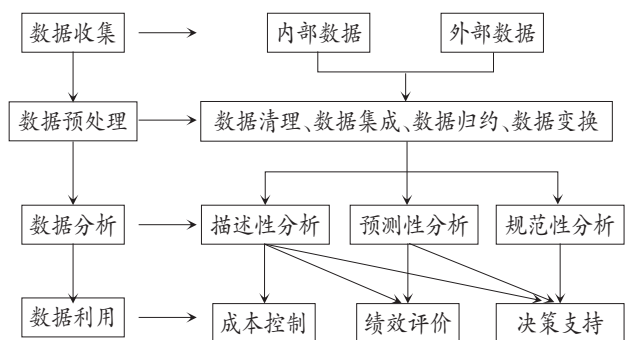 数据收集
内部数据
外部数据
数据预处理
数据清理、数据集成、数据归约、数据变换
数据分析
描述性分析
预测性分析
规范性分析
数据利用
成本控制
绩效评价
决策支持